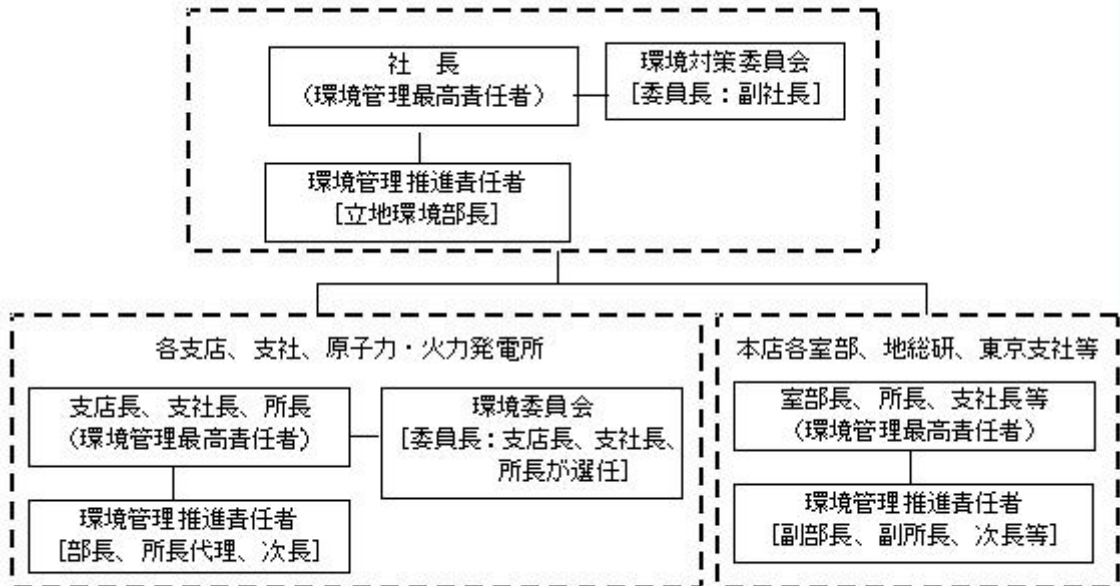 社　長
（環境管理最高責任者）
環境対策委員会
［委員長：副社長］
環境管理推進責任者
［立地環境部長］
各支店、支社、原子力・火力発電所
支店長、支社長、所長
（環境管理最高責任者）
環境委員会
［委員長：支店長、支社長、
所長が選任］
環境管理推進責任者
［部長、所長代理、次長］
本店各室部、地総研、東京支社等
室部長、所長、支社長等
（環境管理最高責任者）
環境管理推進責任者
［副部長、副所長、次長等］